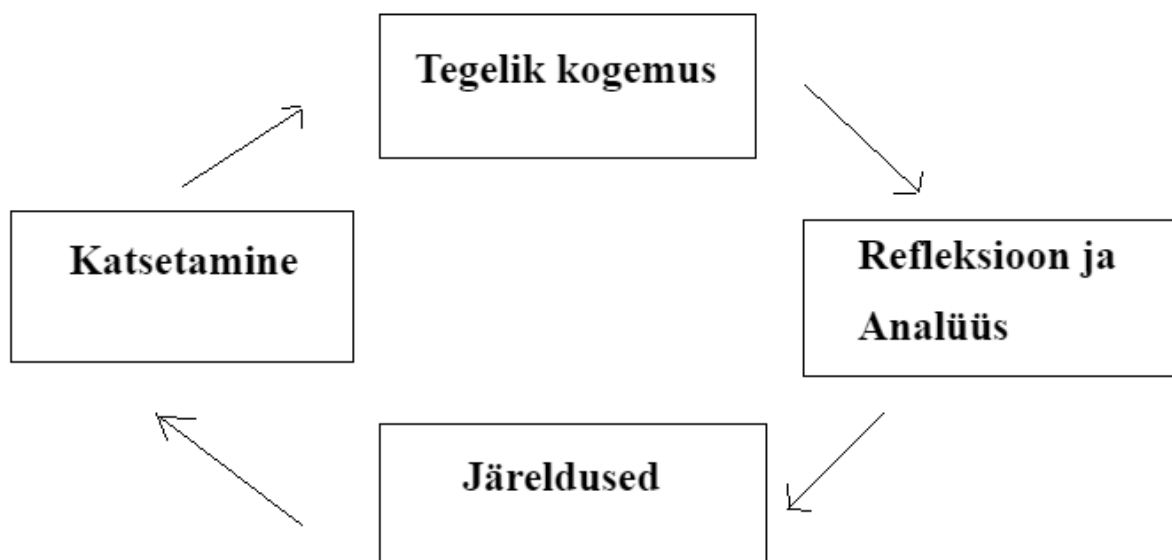 Tegelik kogemus
Katsetamine
Refleksioon ja
Analüüs
Järeldused